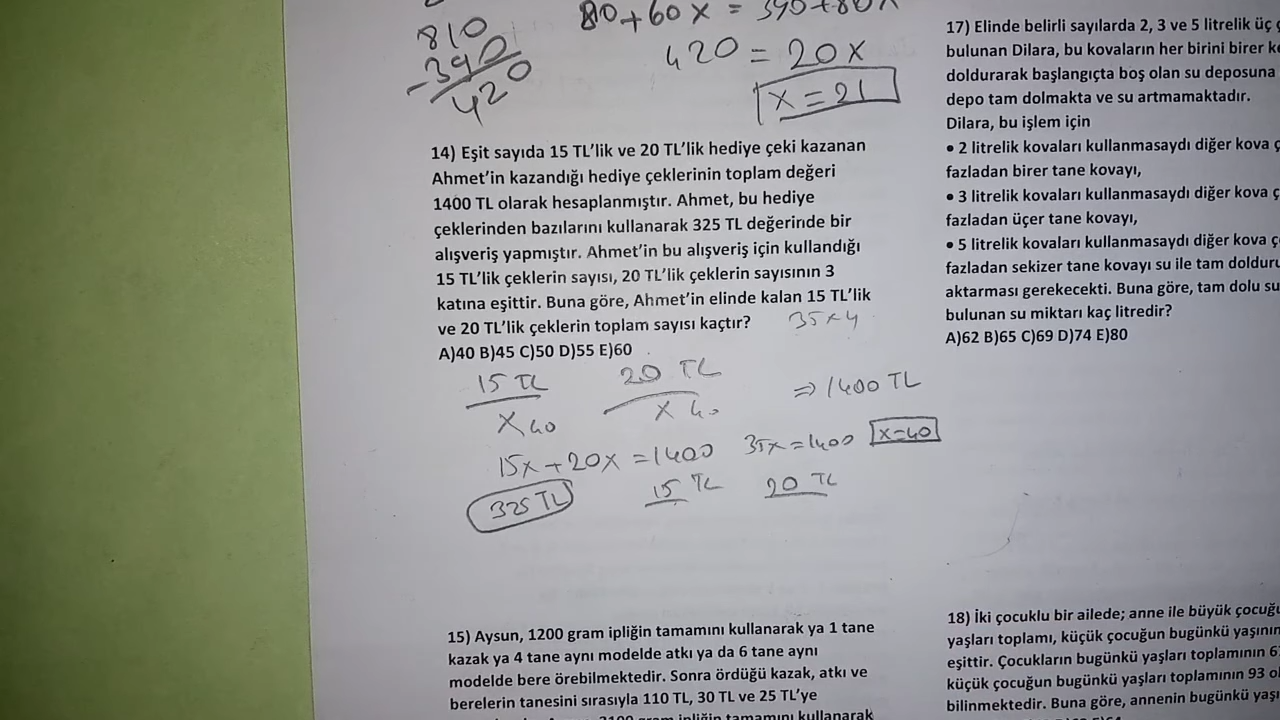 810
-390
420
80+60x = 390+80x
420 = 20x
x=21
14) Eşit sayıda 15 TL'lik ve 20 TL'lik hediye çeki kazanan
Ahmet'in kazandığı hediye çeklerinin toplam değeri
1400 TL olarak hesaplanmıştır. Ahmet, bu hediye
çeklerinden bazılarını kullanarak 325 TL değerinde bir
alışveriş yapmıştır. Ahmet'in bu alışveriş için kullandığı
15 TL'lik çeklerin sayısı, 20 TL'lik çeklerin sayısının 3
katına eşittir. Buna göre, Ahmet'in elinde kalan 15 TL'lik
ve 20 TL'lik çeklerin toplam sayısı kaçtır? 35x4
A)40 B)45 C)50 D)55 E)60
15 TL 20 TL ⇒1400 TL
x 40 x 40
15x+20x=1400 35x=1400 x=40
325 TL 15 TL 20 TL
15) Aysun, 1200 gram ipliğin tamamını kullanarak ya 1 tane
kazak ya 4 tane aynı modelde atkı ya da 6 tane aynı
modelde bere örebilmektedir. Sonra ördüğü kazak, atkı ve
berelerin tanesini sırasıyla 110 TL, 30 TL ve 25 TL'ye
gram ipliğin tamamını kullanarak
17) Elinde belirli sayılarda 2, 3 ve 5 litrelik üç
bulunan Dilara, bu kovaların her birini birer
doldurarak başlangıçta boş olan su deposuna
depo tam dolmakta ve su artmamaktadır.
Dilara, bu işlem için
• 2 litrelik kovaları kullanmasaydı diğer kova
fazladan birer tane kovayı,
• 3 litrelik kovaları kullanmasaydı diğer kova
fazladan üçer tane kovayı,
• 5 litrelik kovaları kullanmasaydı diğer kova
fazladan sekizer tane kovayı su ile tam
aktarması gerekecekti. Buna göre, tam dolu
bulunan su miktarı kaç litredir?
A)62 B)65 C)69 D)74 E)80
18) İki çocuklu bir ailede; anne ile büyük
yaşları toplamı, küçük çocuğun bugünkü
eşittir. Çocukların bugünkü yaşları toplamının
küçük çocuğun bugünkü yaşları toplamının 93
bilinmektedir. Buna göre, annenin bugünkü